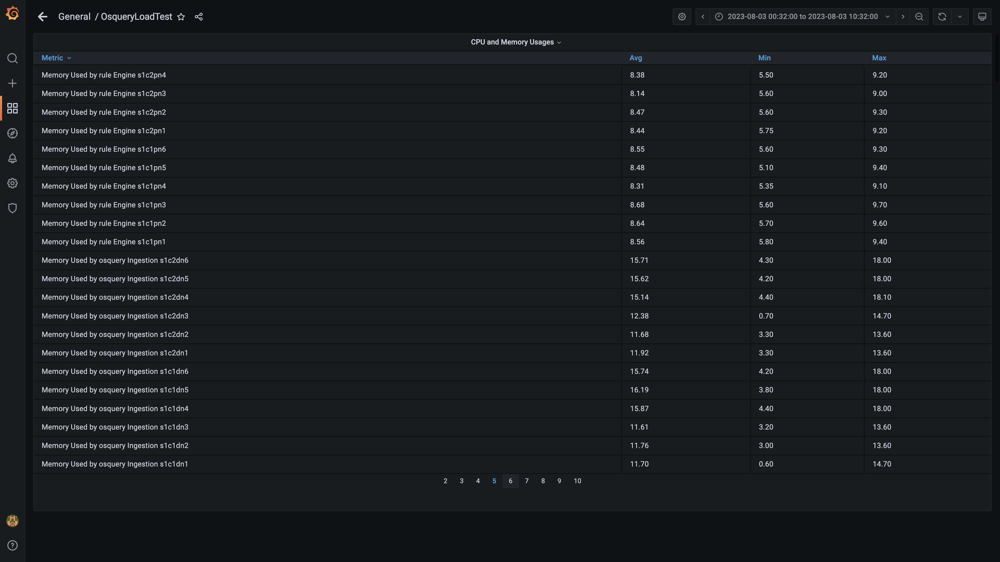 General / OsqueryLoadTest
2023-08-03 00:32:00 to 2023-08-03 10:32:00
CPU and Memory Usages
Metric Avg Min Max
Memory Used by rule Engine s1c2pn4 8.38 5.50 9.20
Memory Used by rule Engine s1c2pn3 8.14 5.60 9.00
Memory Used by rule Engine s1c2pn2 8.47 5.60 9.30
Memory Used by rule Engine s1c2pn1 8.44 5.75 9.20
Memory Used by rule Engine s1c1pn6 8.55 5.60 9.30
Memory Used by rule Engine s1c1pn5 8.48 5.10 9.40
Memory Used by rule Engine s1c1pn4 8.31 5.35 9.10
Memory Used by rule Engine s1c1pn3 8.68 5.60 9.70
Memory Used by rule Engine s1c1pn2 8.64 5.70 9.60
Memory Used by rule Engine s1c1pn1 8.56 5.80 9.40
Memory Used by osquery Ingestion s1c2dn6 15.71 4.30 18.00
Memory Used by osquery Ingestion s1c2dn5 15.62 4.20 18.00
Memory Used by osquery Ingestion s1c2dn4 15.14 4.40 18.10
Memory Used by osquery Ingestion s1c2dn3 12.38 0.70 14.70
Memory Used by osquery Ingestion s1c2dn2 11.68 3.30 13.60
Memory Used by osquery Ingestion s1c2dn1 11.92 3.30 13.60
Memory Used by osquery Ingestion s1c1dn6 15.74 4.20 18.00
Memory Used by osquery Ingestion s1c1dn5 16.19 3.80 18.00
Memory Used by osquery Ingestion s1c1dn4 15.87 4.40 18.00
Memory Used by osquery Ingestion s1c1dn3 11.61 3.20 13.60
Memory Used by osquery Ingestion s1c1dn2 11.76 3.00 13.60
Memory Used by osquery Ingestion s1c1dn1 11.70 0.60 14.70
2 3 4 5 6 7 8 9 10